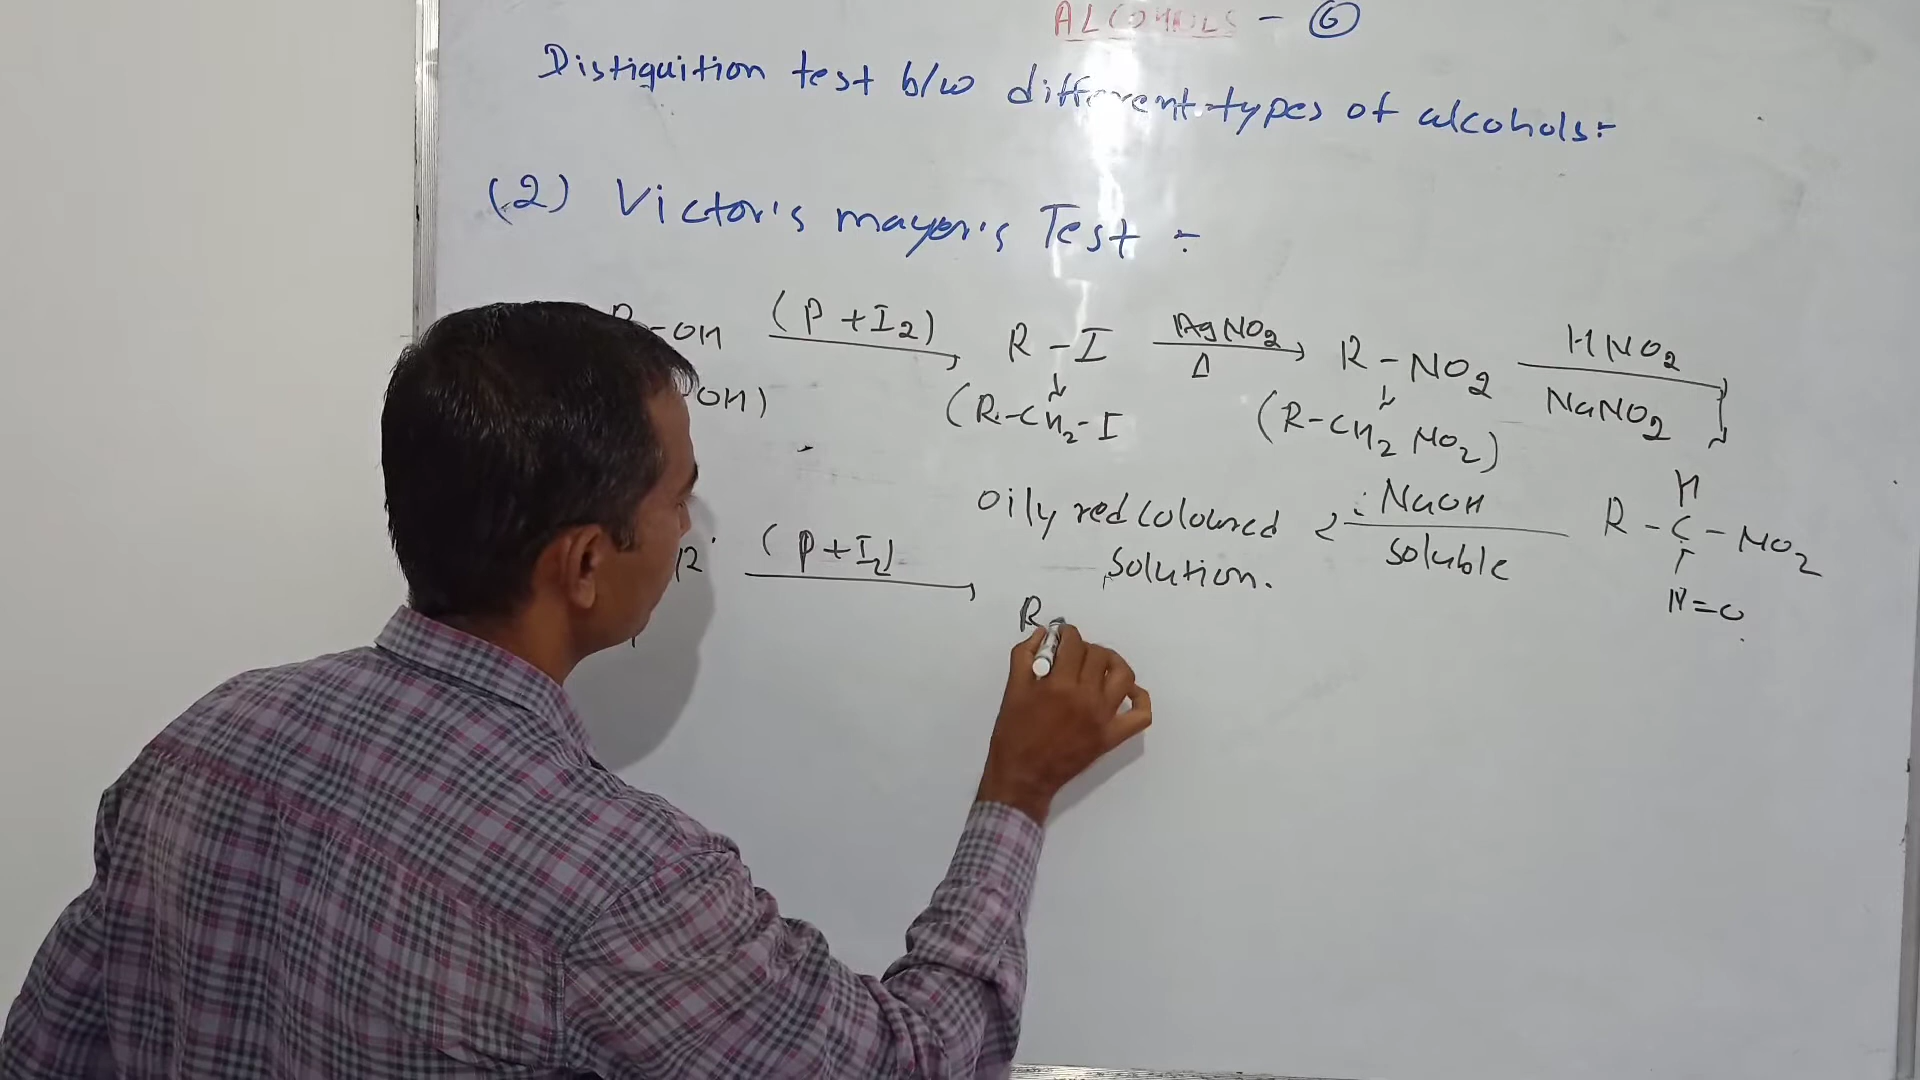 ALCOHOLS - 6
Distiquition test b/w different types of alcohols:-
(2) Victor's mayer's Test :-
R-OH (P + I2) R - I AgNO2 Δ R - NO2 HNO2 NaNO2
OH) (R-CH2-I (R-CH2 NO2)
oily red coloured solution. NaOH soluble R - C - NO2
H
N=O
R' (P + I2)
R